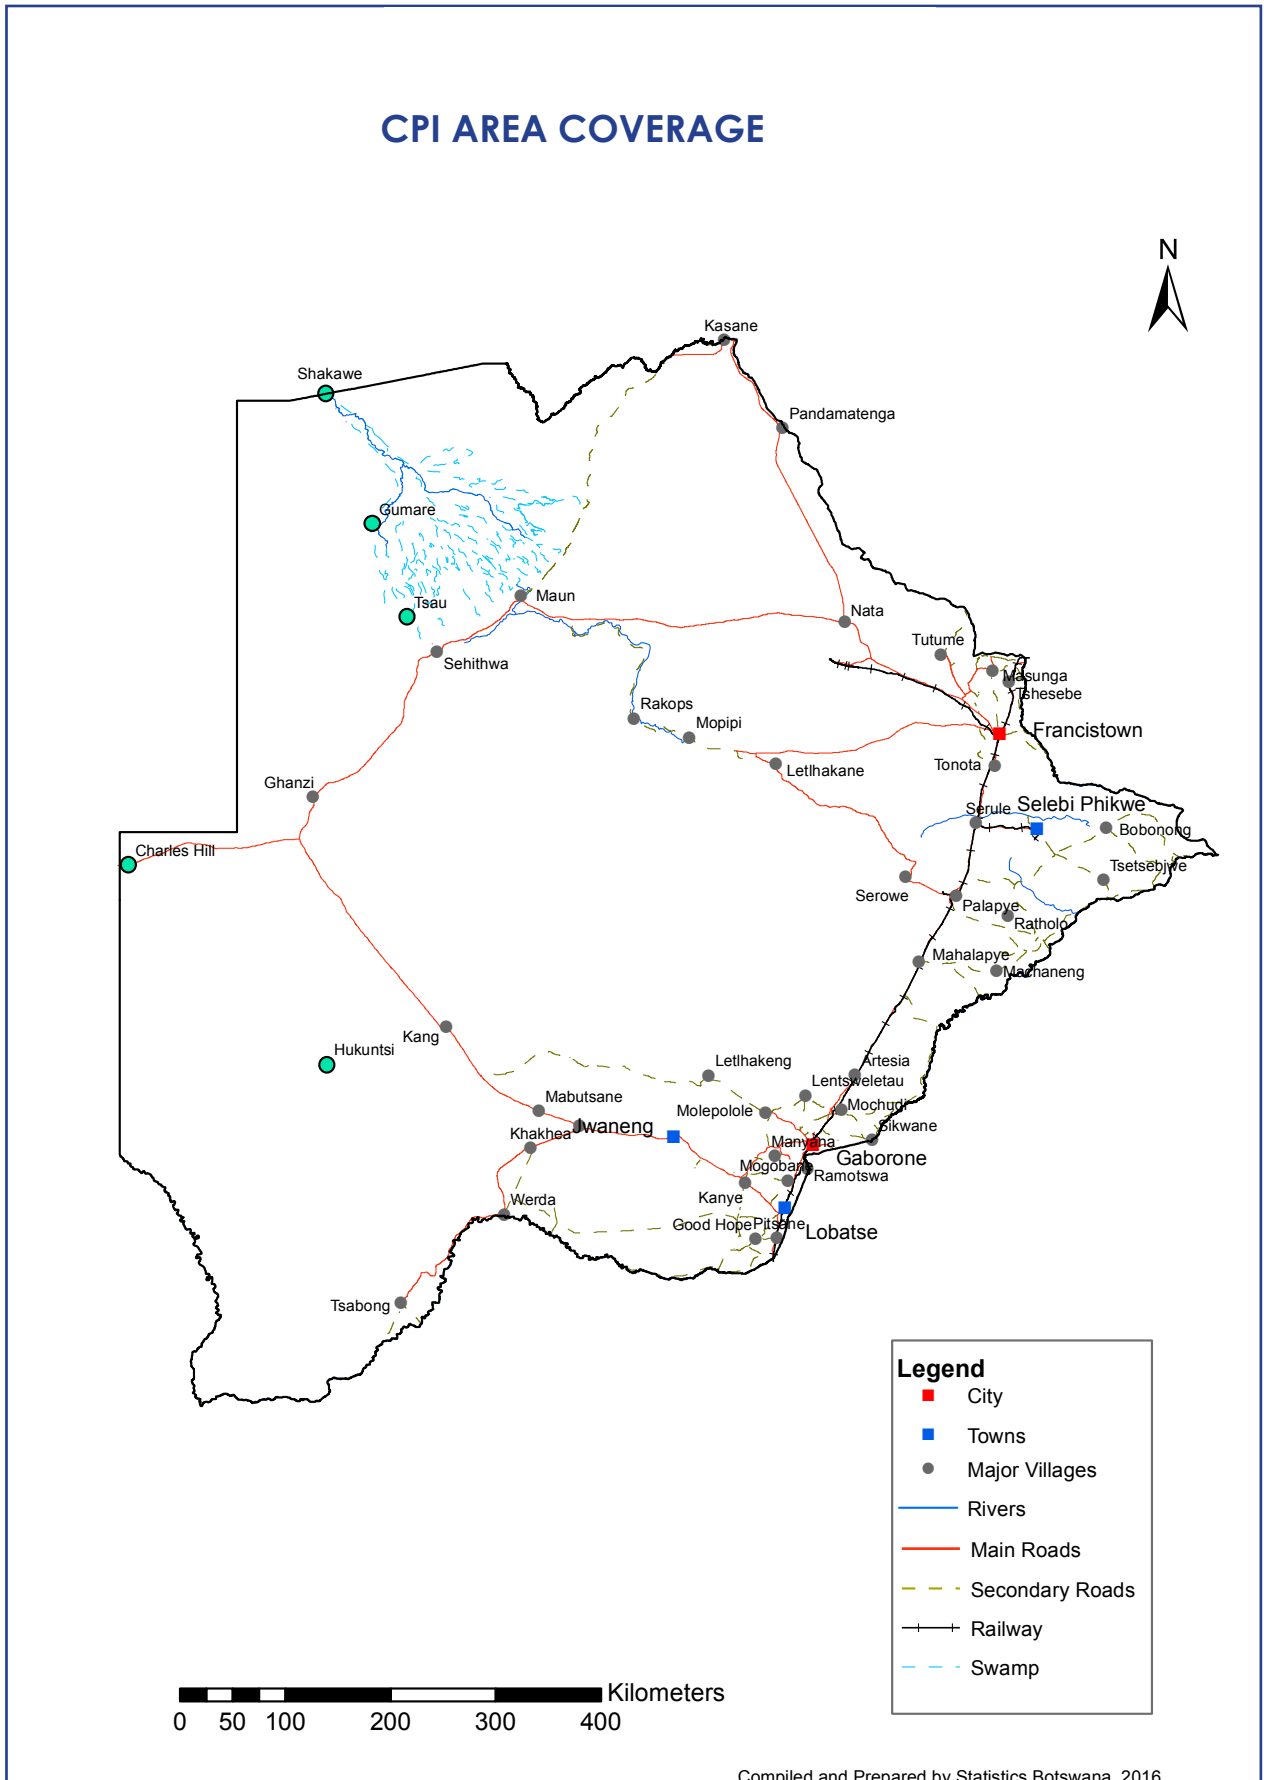 CPI AREA COVERAGE
N
Kasane
Shakawe
Pandamatenga
Gumare
Maun
Tsau
Nata
Tutume
Sehithwa
Masunga
Tshesebe
Rakops
Mopipi
Francistown
Letlhakane
Tonota
Ghanzi
Serule
Selebi Phikwe
Bobonong
Charles Hill
Tsetsebjwe
Serowe
Palapye
Ratholo
Mahalapye
Machaneng
Kang
Hukuntsi
Letlhakeng
Artesia
Lentsweletau
Mabutsane
Molepolole
Mochudi
Jwaneng
Sikwane
Khakhea
Manyana
Gaborone
Mogobane
Ramotswa
Kanye
Werda
Good Hope
Pitsane
Lobatse
Tsabong
Legend
City
Towns
Major Villages
Rivers
Main Roads
Secondary Roads
Railway
Swamp
Kilometers
0 50 100 200 300 400
Compiled and Prepared by Statistics Botswana, 2016